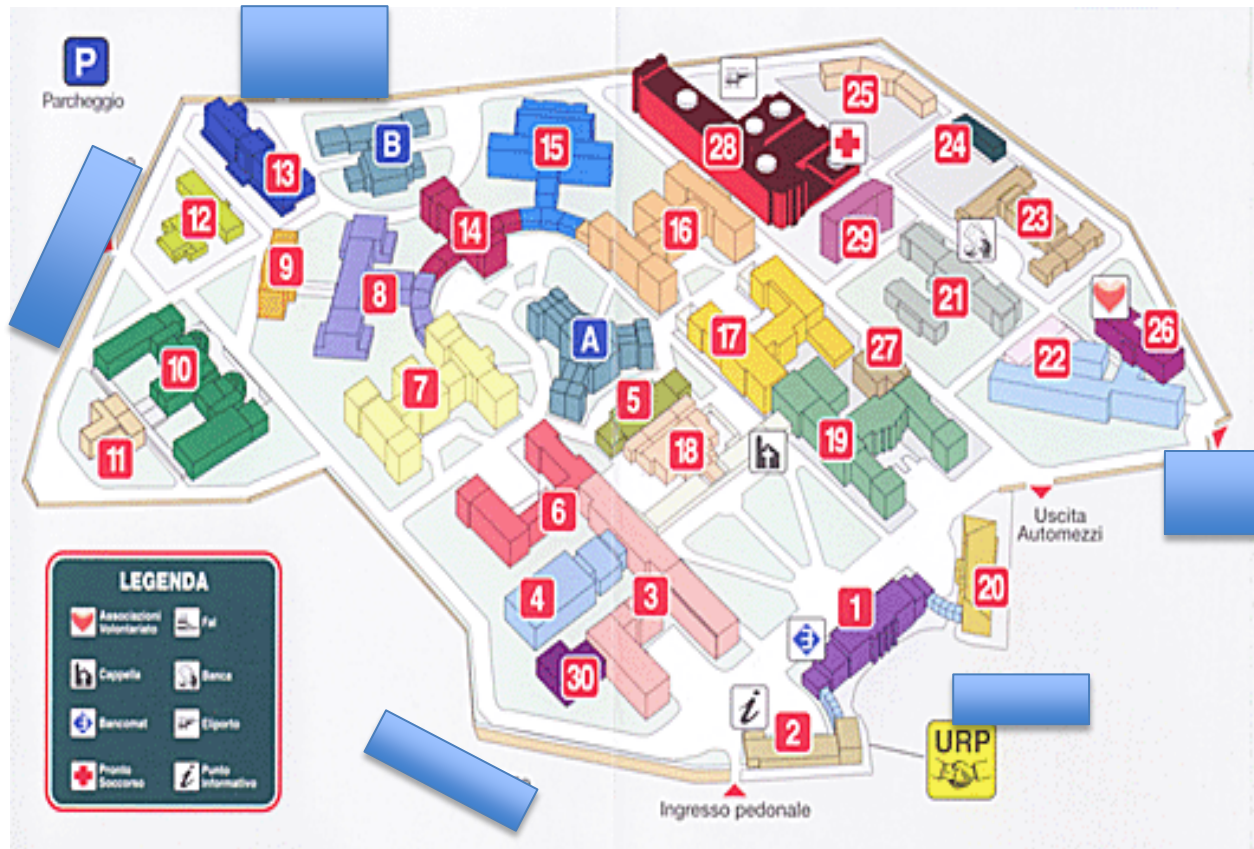 P
Parcheggio
25
B
15
28
24
13
12
14
16
23
29
9
8
21
A
17
26
10
27
22
7
5
11
19
18
6
Uscita
Automezzi
4
3
1
20
30
2
URP
Ingresso pedonale
LEGENDA
Associazioni
Volontariato
Fai
Cappella
Banca
Bancomat
Eliporto
Pronto
Soccorso
i
Punto
Informativo
i